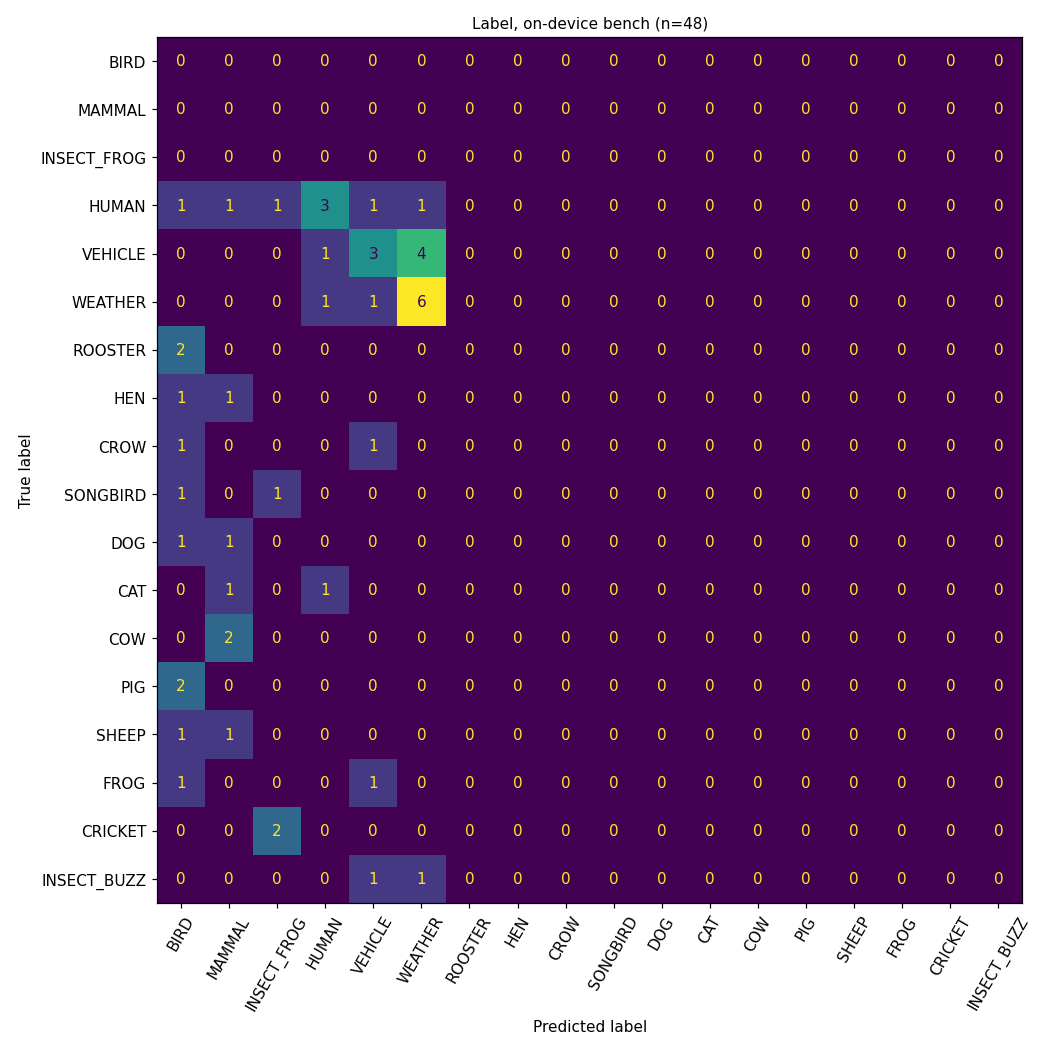 Label, on-device bench (n=48)
True label
BIRD 0 0 0 0 0 0 0 0 0 0 0 0 0 0 0 0 0 0
MAMMAL 0 0 0 0 0 0 0 0 0 0 0 0 0 0 0 0 0 0
INSECT_FROG 0 0 0 0 0 0 0 0 0 0 0 0 0 0 0 0 0 0
HUMAN 1 1 1 3 1 1 0 0 0 0 0 0 0 0 0 0 0 0
VEHICLE 0 0 0 1 3 4 0 0 0 0 0 0 0 0 0 0 0 0
WEATHER 0 0 0 1 1 6 0 0 0 0 0 0 0 0 0 0 0 0
ROOSTER 2 0 0 0 0 0 0 0 0 0 0 0 0 0 0 0 0 0
HEN 1 1 0 0 0 0 0 0 0 0 0 0 0 0 0 0 0 0
CROW 1 0 0 0 1 0 0 0 0 0 0 0 0 0 0 0 0 0
SONGBIRD 1 0 1 0 0 0 0 0 0 0 0 0 0 0 0 0 0 0
DOG 1 1 0 0 0 0 0 0 0 0 0 0 0 0 0 0 0 0
CAT 0 1 0 1 0 0 0 0 0 0 0 0 0 0 0 0 0 0
COW 0 2 0 0 0 0 0 0 0 0 0 0 0 0 0 0 0 0
PIG 2 0 0 0 0 0 0 0 0 0 0 0 0 0 0 0 0 0
SHEEP 1 1 0 0 0 0 0 0 0 0 0 0 0 0 0 0 0 0
FROG 1 0 0 0 1 0 0 0 0 0 0 0 0 0 0 0 0 0
CRICKET 0 0 2 0 0 0 0 0 0 0 0 0 0 0 0 0 0 0
INSECT_BUZZ 0 0 0 0 1 1 0 0 0 0 0 0 0 0 0 0 0 0
BIRD MAMMAL INSECT_FROG HUMAN VEHICLE WEATHER ROOSTER HEN CROW SONGBIRD DOG CAT COW PIG SHEEP FROG CRICKET INSECT_BUZZ
Predicted label